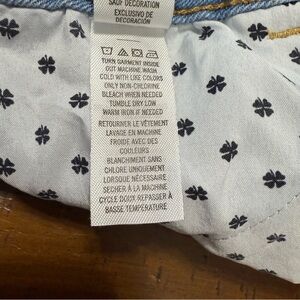 SAUF DÉCORATION
EXCLUSIVO DE
DECORACIÓN
TURN GARMENT INSIDE
OUT MACHINE WASH
COLD WITH LIKE COLORS
ONLY NON-CHLORINE
BLEACH WHEN NEEDED
TUMBLE DRY LOW
WARM IRON IF NEEDED
RETOURNER LE VÊTEMENT
LAVAGE EN MACHINE
FROIDE AVEC DES
COULEURS
BLANCHIMENT SANS
CHLORE UNIQUEMENT
LORSQUE NÉCESSAIRE
SÉCHER À LA MACHINE
CYCLE DOUX REPASSER À
BASSE TEMPÉRATURE